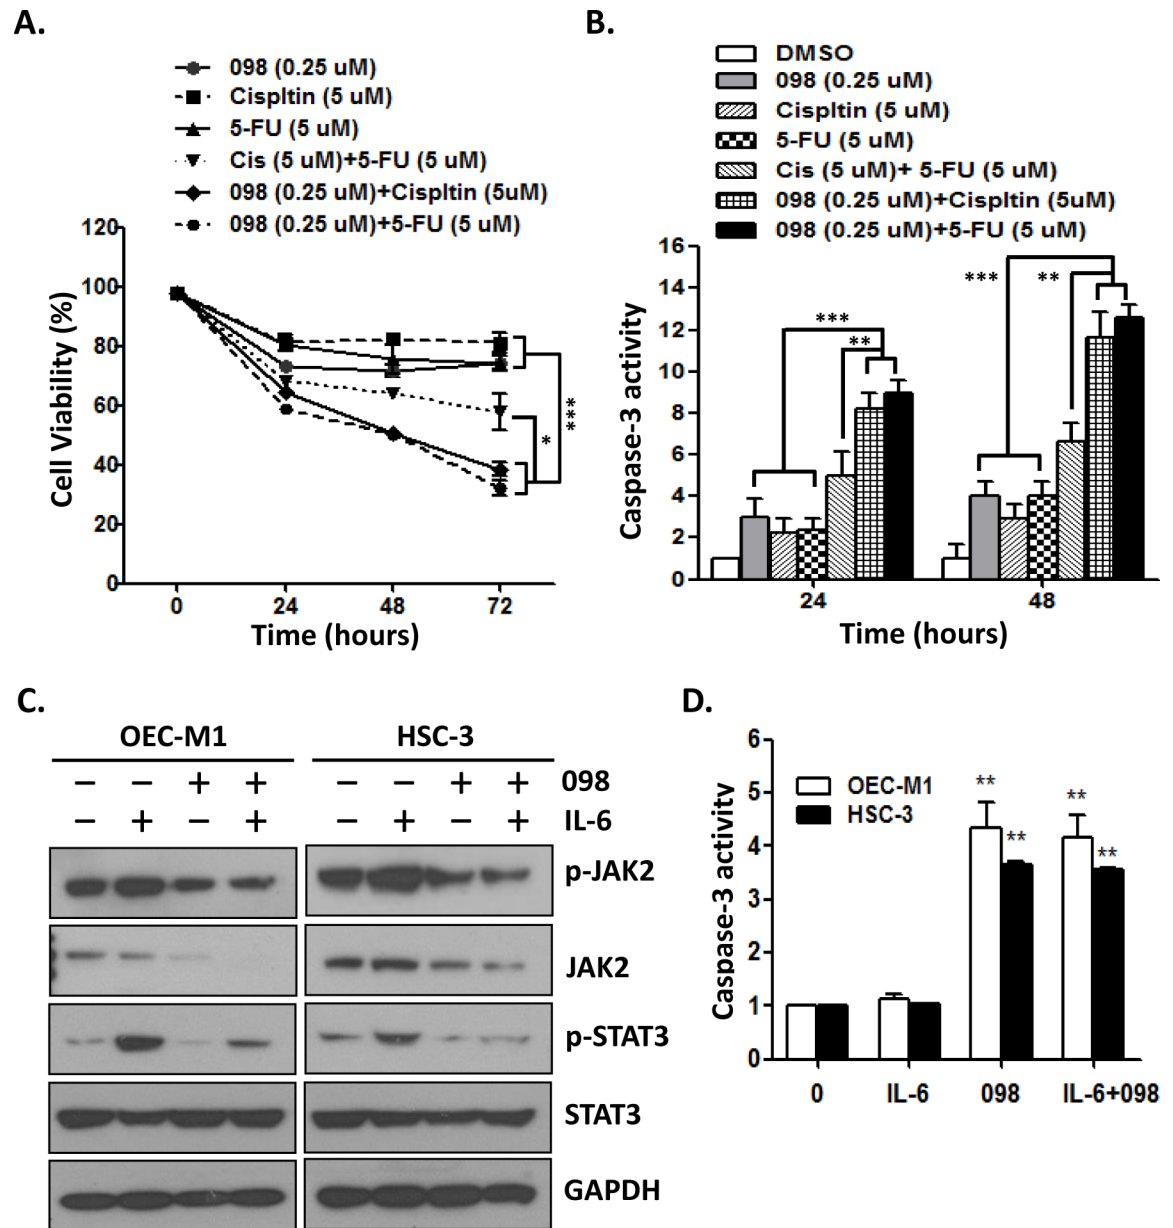 A.
098 (0.25 uM)
Cispltin (5 uM)
5-FU (5 uM)
Cis (5 uM)+5-FU (5 uM)
098 (0.25 uM)+Cispltin (5uM)
098 (0.25 uM)+5-FU (5 uM)
120
100
80
60
40
20
0
Cell Viability (%)
*
***
0 24 48 72
Time (hours)
B.
DMSO
098 (0.25 uM)
Cispltin (5 uM)
5-FU (5 uM)
Cis (5 uM)+ 5-FU (5 uM)
098 (0.25 uM)+Cispltin (5uM)
098 (0.25 uM)+5-FU (5 uM)
16
14
12
10
8
6
4
2
0
Caspase-3 activity
*** **
*** **
24 48
Time (hours)
C.
OEC-M1 HSC-3
− − + + − − + + 098
− + − + − + − + IL-6
p-JAK2
JAK2
p-STAT3
STAT3
GAPDH
D.
6
5
4
3
2
1
0
Caspase-3 activity
OEC-M1
HSC-3
** **
** **
0 IL-6 098 IL-6+098